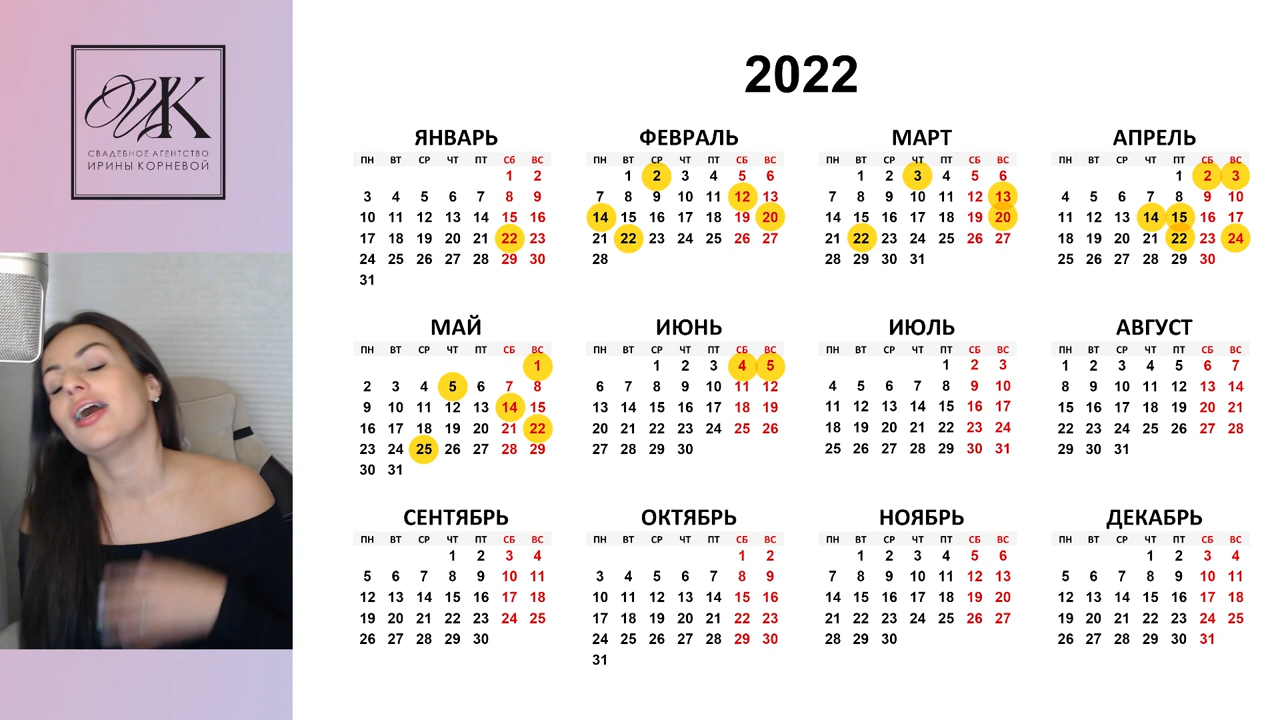 ИК
СВАДЕБНОЕ АГЕНТСТВО
ИРИНЫ КОРНЕВОЙ
2022
ЯНВАРЬ
ПН ВТ СР ЧТ ПТ СБ ВС
1 2
3 4 5 6 7 8 9
10 11 12 13 14 15 16
17 18 19 20 21 22 23
24 25 26 27 28 29 30
31
ФЕВРАЛЬ
ПН ВТ СР ЧТ ПТ СБ ВС
1 2 3 4 5 6
7 8 9 10 11 12 13
14 15 16 17 18 19 20
21 22 23 24 25 26 27
28
МАРТ
ПН ВТ СР ЧТ ПТ СБ ВС
1 2 3 4 5 6
7 8 9 10 11 12 13
14 15 16 17 18 19 20
21 22 23 24 25 26 27
28 29 30 31
АПРЕЛЬ
ПН ВТ СР ЧТ ПТ СБ ВС
1 2 3
4 5 6 7 8 9 10
11 12 13 14 15 16 17
18 19 20 21 22 23 24
25 26 27 28 29 30
МАЙ
ПН ВТ СР ЧТ ПТ СБ ВС
1
2 3 4 5 6 7 8
9 10 11 12 13 14 15
16 17 18 19 20 21 22
23 24 25 26 27 28 29
30 31
ИЮНЬ
ПН ВТ СР ЧТ ПТ СБ ВС
1 2 3 4 5
6 7 8 9 10 11 12
13 14 15 16 17 18 19
20 21 22 23 24 25 26
27 28 29 30
ИЮЛЬ
ПН ВТ СР ЧТ ПТ СБ ВС
1 2 3
4 5 6 7 8 9 10
11 12 13 14 15 16 17
18 19 20 21 22 23 24
25 26 27 28 29 30 31
АВГУСТ
ПН ВТ СР ЧТ ПТ СБ ВС
1 2 3 4 5 6 7
8 9 10 11 12 13 14
15 16 17 18 19 20 21
22 23 24 25 26 27 28
29 30 31
СЕНТЯБРЬ
ПН ВТ СР ЧТ ПТ СБ ВС
1 2 3 4
5 6 7 8 9 10 11
12 13 14 15 16 17 18
19 20 21 22 23 24 25
26 27 28 29 30
ОКТЯБРЬ
ПН ВТ СР ЧТ ПТ СБ ВС
1 2
3 4 5 6 7 8 9
10 11 12 13 14 15 16
17 18 19 20 21 22 23
24 25 26 27 28 29 30
31
НОЯБРЬ
ПН ВТ СР ЧТ ПТ СБ ВС
1 2 3 4 5 6
7 8 9 10 11 12 13
14 15 16 17 18 19 20
21 22 23 24 25 26 27
28 29 30
ДЕКАБРЬ
ПН ВТ СР ЧТ ПТ СБ ВС
1 2 3 4
5 6 7 8 9 10 11
12 13 14 15 16 17 18
19 20 21 22 23 24 25
26 27 28 29 30 31